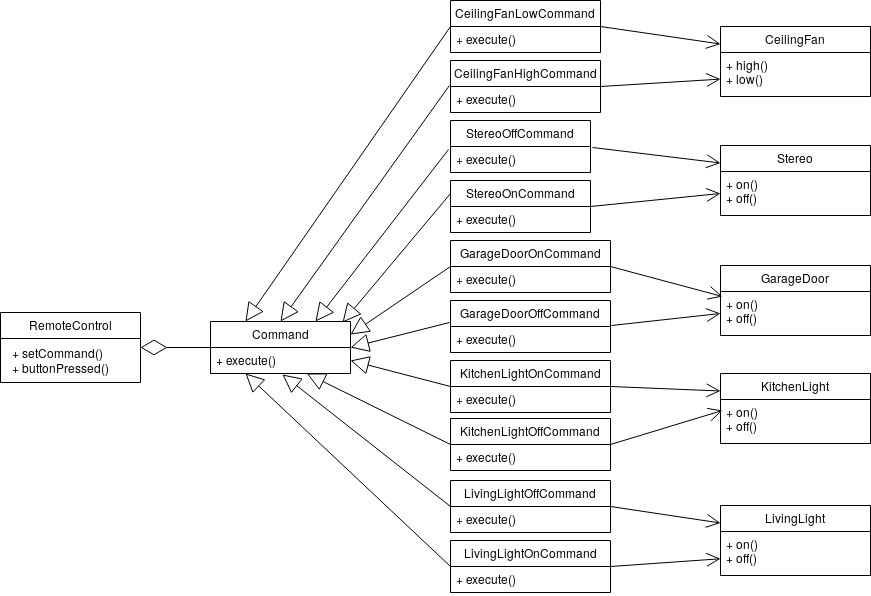 CeilingFanLowCommand
+ execute()
CeilingFanHighCommand
+ execute()
StereoOffCommand
+ execute()
StereoOnCommand
+ execute()
GarageDoorOnCommand
+ execute()
GarageDoorOffCommand
+ execute()
KitchenLightOnCommand
+ execute()
KitchenLightOffCommand
+ execute()
LivingLightOffCommand
+ execute()
LivingLightOnCommand
+ execute()
CeilingFan
+ high()
+ low()
Stereo
+ on()
+ off()
GarageDoor
+ on()
+ off()
KitchenLight
+ on()
+ off()
LivingLight
+ on()
+ off()
RemoteControl
+ setCommand()
+ buttonPressed()
Command
+ execute()